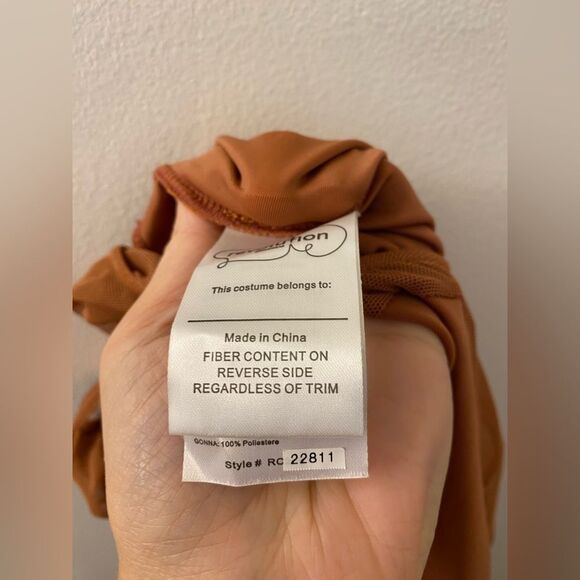 Revolution
This costume belongs to:
Made in China
FIBER CONTENT ON
REVERSE SIDE
REGARDLESS OF TRIM
GONNA: 100% Poliestere
Style # RC 22811